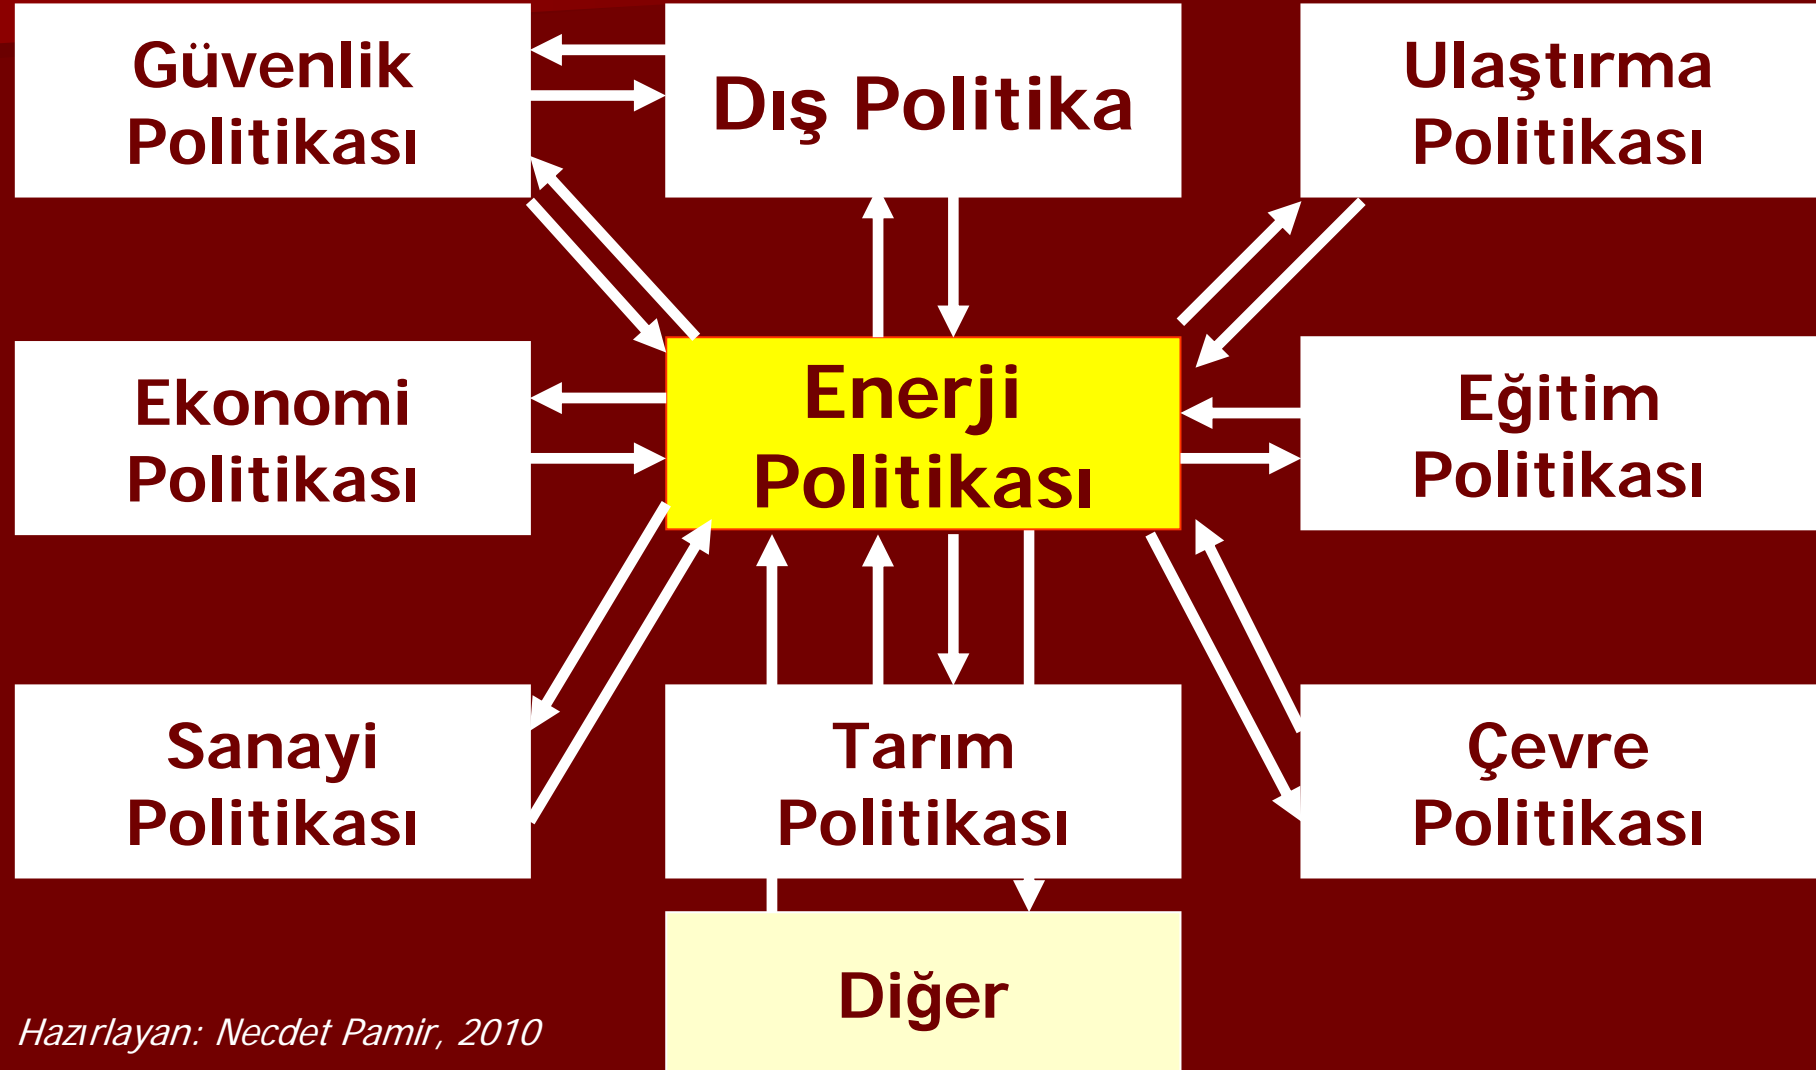 Güvenlik
Politikası
Dış Politika
Ulaştırma
Politikası
Ekonomi
Politikası
Enerji
Politikası
Eğitim
Politikası
Sanayi
Politikası
Tarım
Politikası
Çevre
Politikası
Diğer
Hazırlayan: Necdet Pamir, 2010